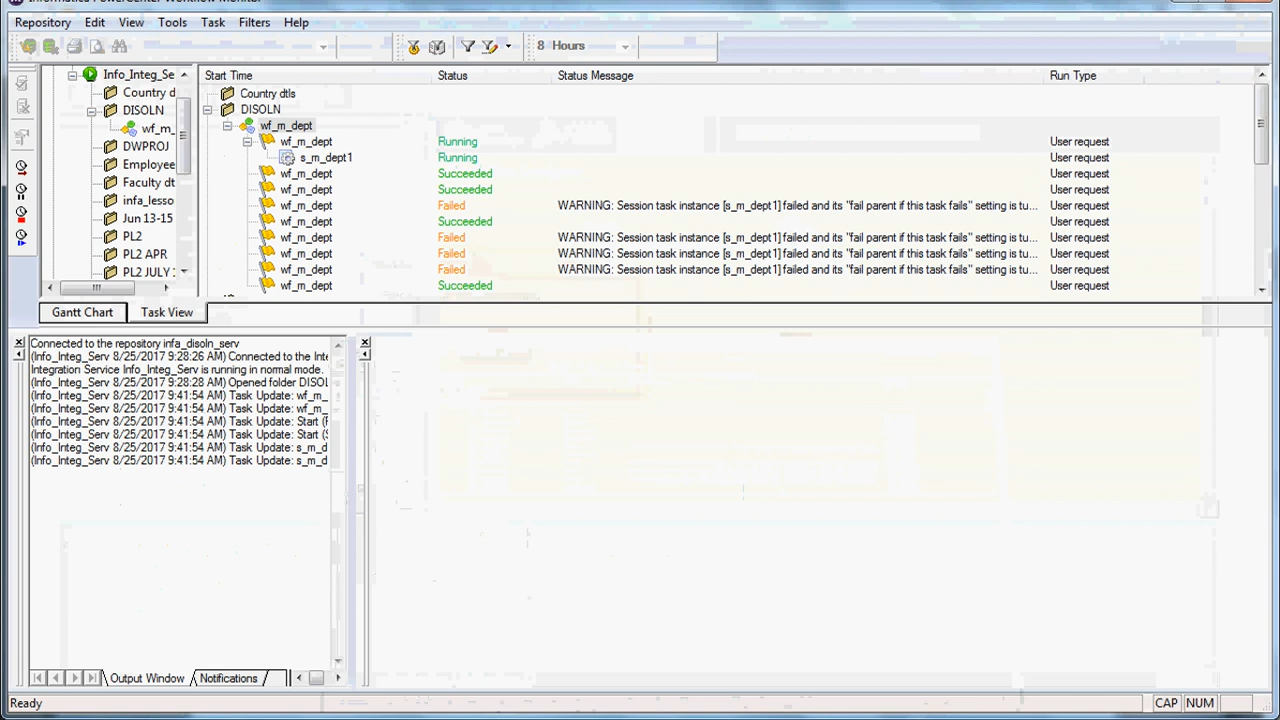 Informatica PowerCenter Workflow Monitor
Repository Edit View Tools Task Filters Help
8 Hours
Info_Integ_Se
Country d
DISOLN
wf_m_
DWPROJ
Employee
Faculty dt
infa_lesso
Jun 13-15
PL2
PL2 APR
PL2 JULY
Start Time Status Status Message Run Type
Country dtls
DISOLN
wf_m_dept
wf_m_dept Running User request
s_m_dept1 Running User request
wf_m_dept Succeeded User request
wf_m_dept Succeeded User request
wf_m_dept Failed WARNING: Session task instance [s_m_dept1] failed and its "fail parent if this task fails" setting is tu... User request
wf_m_dept Succeeded User request
wf_m_dept Failed WARNING: Session task instance [s_m_dept1] failed and its "fail parent if this task fails" setting is tu... User request
wf_m_dept Failed WARNING: Session task instance [s_m_dept1] failed and its "fail parent if this task fails" setting is tu... User request
wf_m_dept Failed WARNING: Session task instance [s_m_dept1] failed and its "fail parent if this task fails" setting is tu... User request
wf_m_dept Succeeded User request
Gantt Chart Task View
Connected to the repository infa_disoln_serv
(Info_Integ_Serv 8/25/2017 9:28:26 AM) Connected to the Inte
Integration Service Info_Integ_Serv is running in normal mode.
(Info_Integ_Serv 8/25/2017 9:28:28 AM) Opened folder DISOL
(Info_Integ_Serv 8/25/2017 9:41:54 AM) Task Update: wf_m_
(Info_Integ_Serv 8/25/2017 9:41:54 AM) Task Update: wf_m_
(Info_Integ_Serv 8/25/2017 9:41:54 AM) Task Update: Start (
(Info_Integ_Serv 8/25/2017 9:41:54 AM) Task Update: Start (
(Info_Integ_Serv 8/25/2017 9:41:54 AM) Task Update: s_m_d
(Info_Integ_Serv 8/25/2017 9:41:54 AM) Task Update: s_m_d
Output Window Notifications
Ready CAP NUM